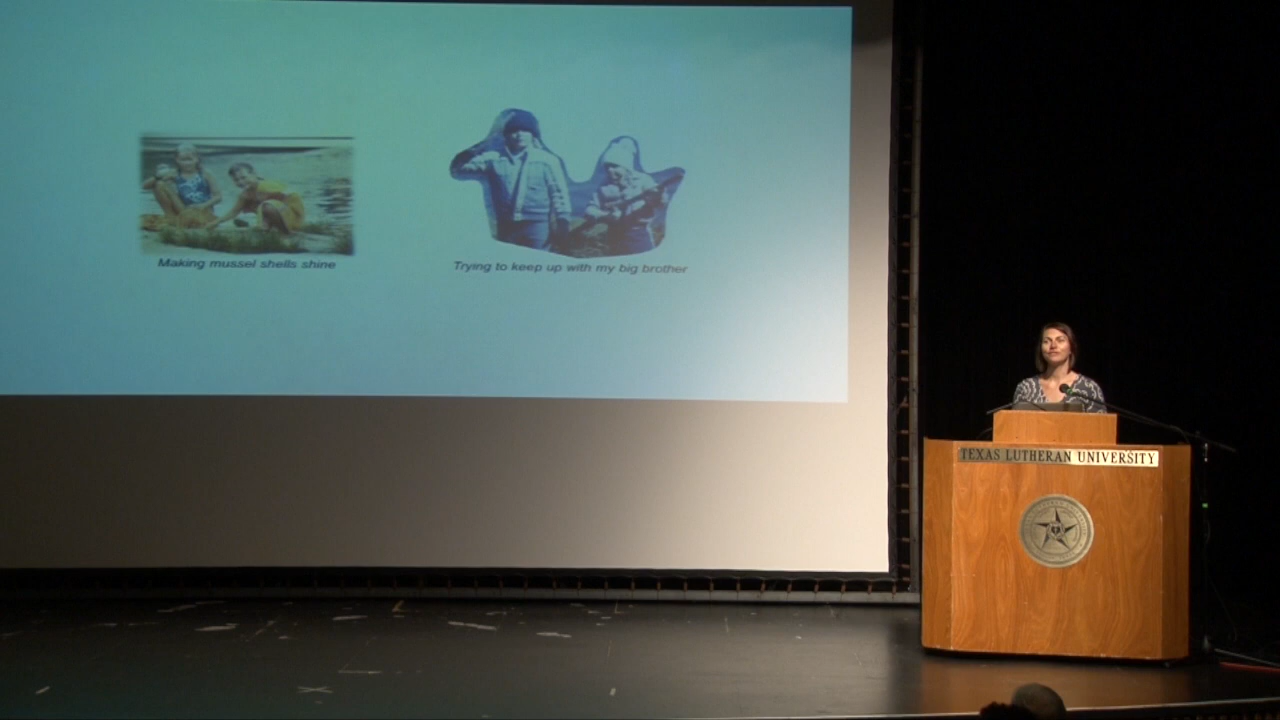 Making mussel shells shine
Trying to keep up with my big brother
TEXAS LUTHERAN UNIVERSITY